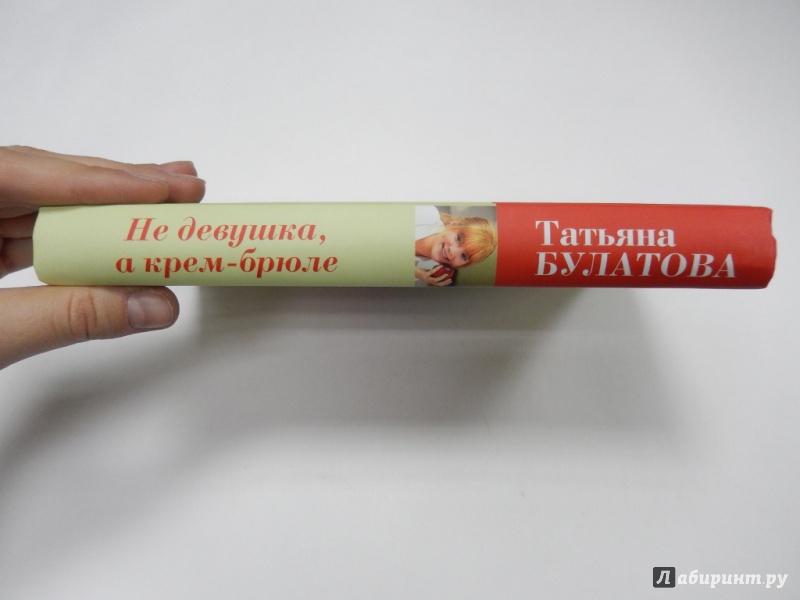 Не девушка,
а крем-брюле
Татьяна
БУЛАТОВА
Лабиринт.ру